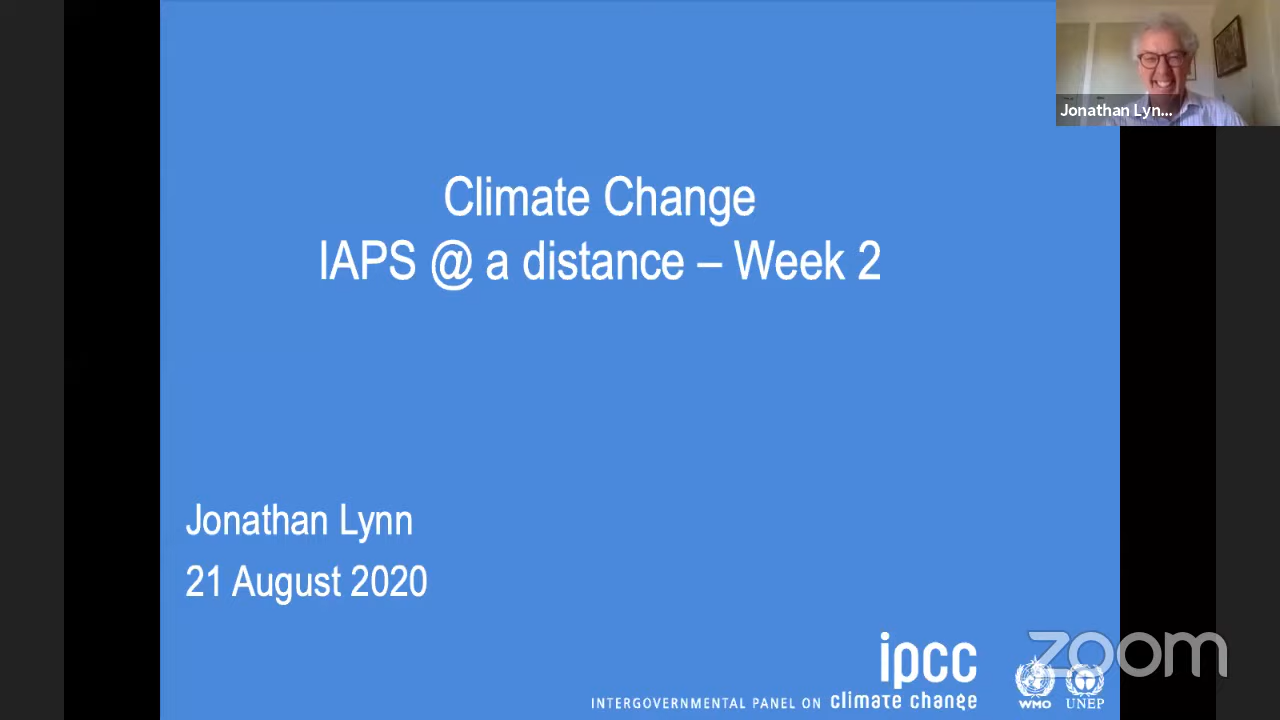 Jonathan Lyn...
Climate Change
IAPS @ a distance – Week 2
Jonathan Lynn
21 August 2020
ipcc
INTERGOVERNMENTAL PANEL ON climate change
WMO
UNEP
zoom